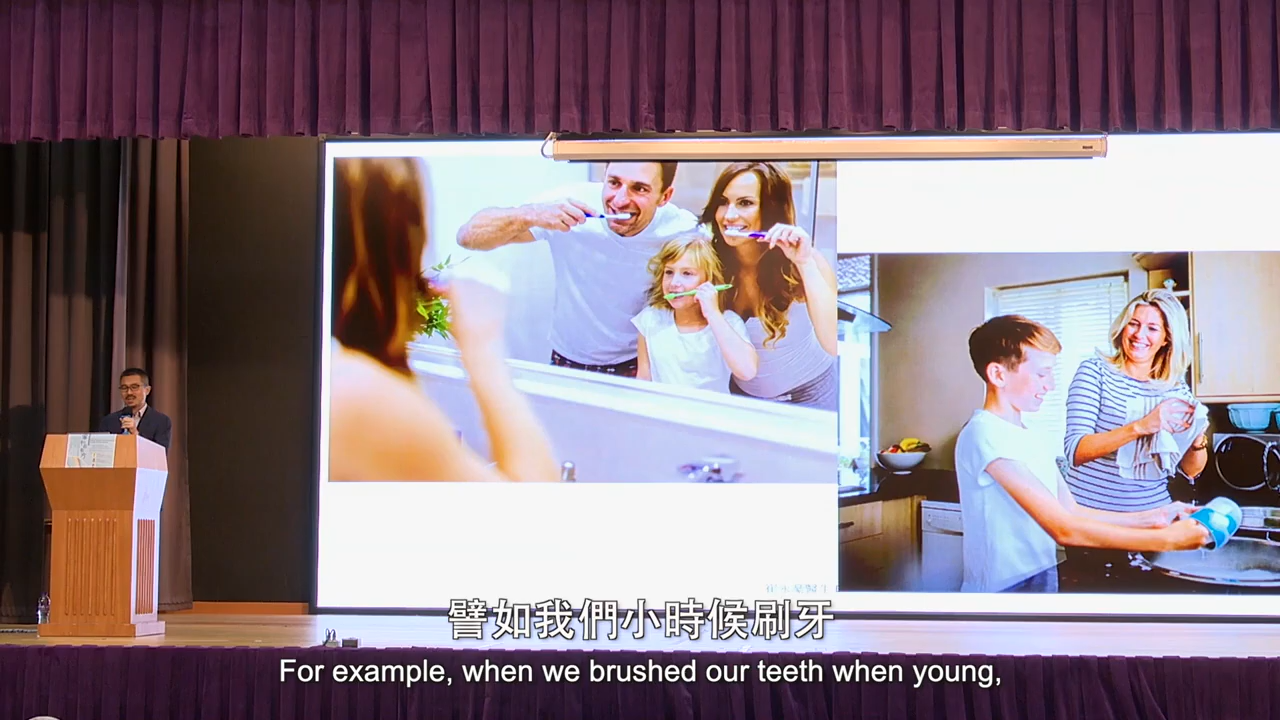 譬如我們小時候刷牙
For example, when we brushed our teeth when young,